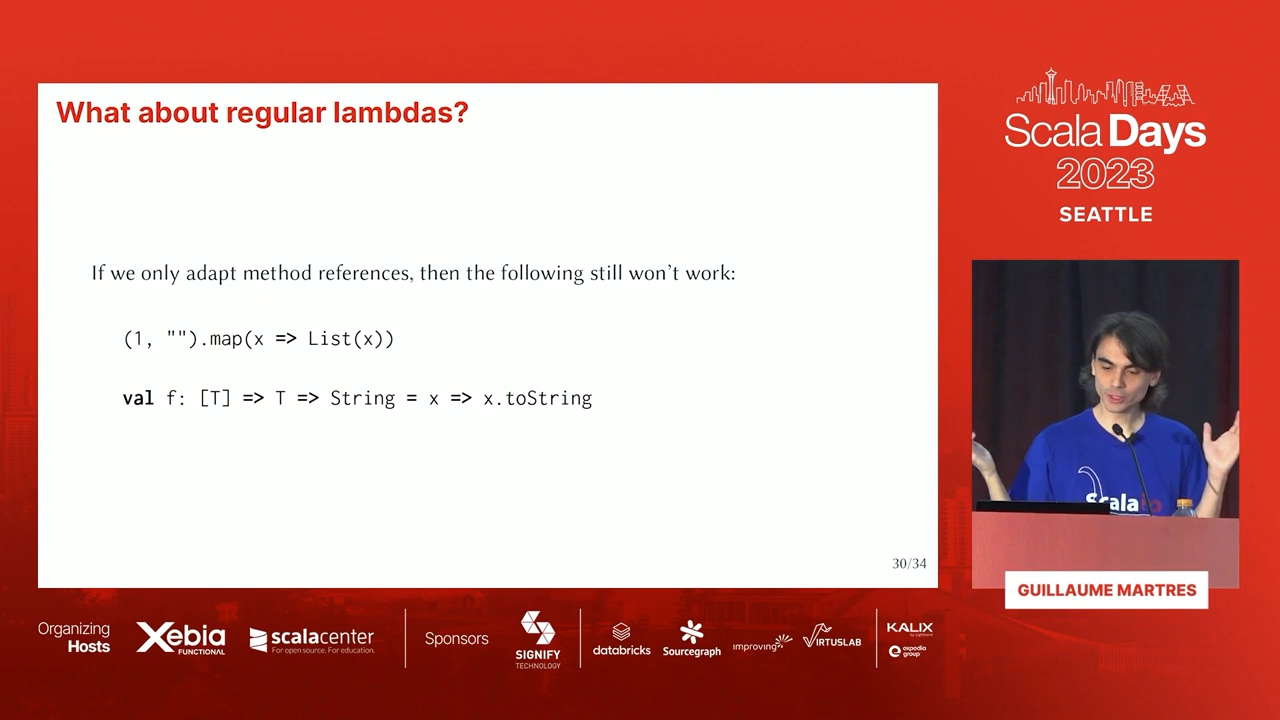 What about regular lambdas?
If we only adapt method references, then the following still won't work:
(1, "").map(x => List(x))
val f: [T] => T => String = x => x.toString
30/34
Scala Days
2023
SEATTLE
Scala
GUILLAUME MARTRES
Organizing
Hosts
Xebia
FUNCTIONAL
scalacenter
For open source. For education.
Sponsors
SIGNIFY
TECHNOLOGY
databricks
Sourcegraph
improving
VIRTUSLAB
KALIX
by Lightbend
expedia
group